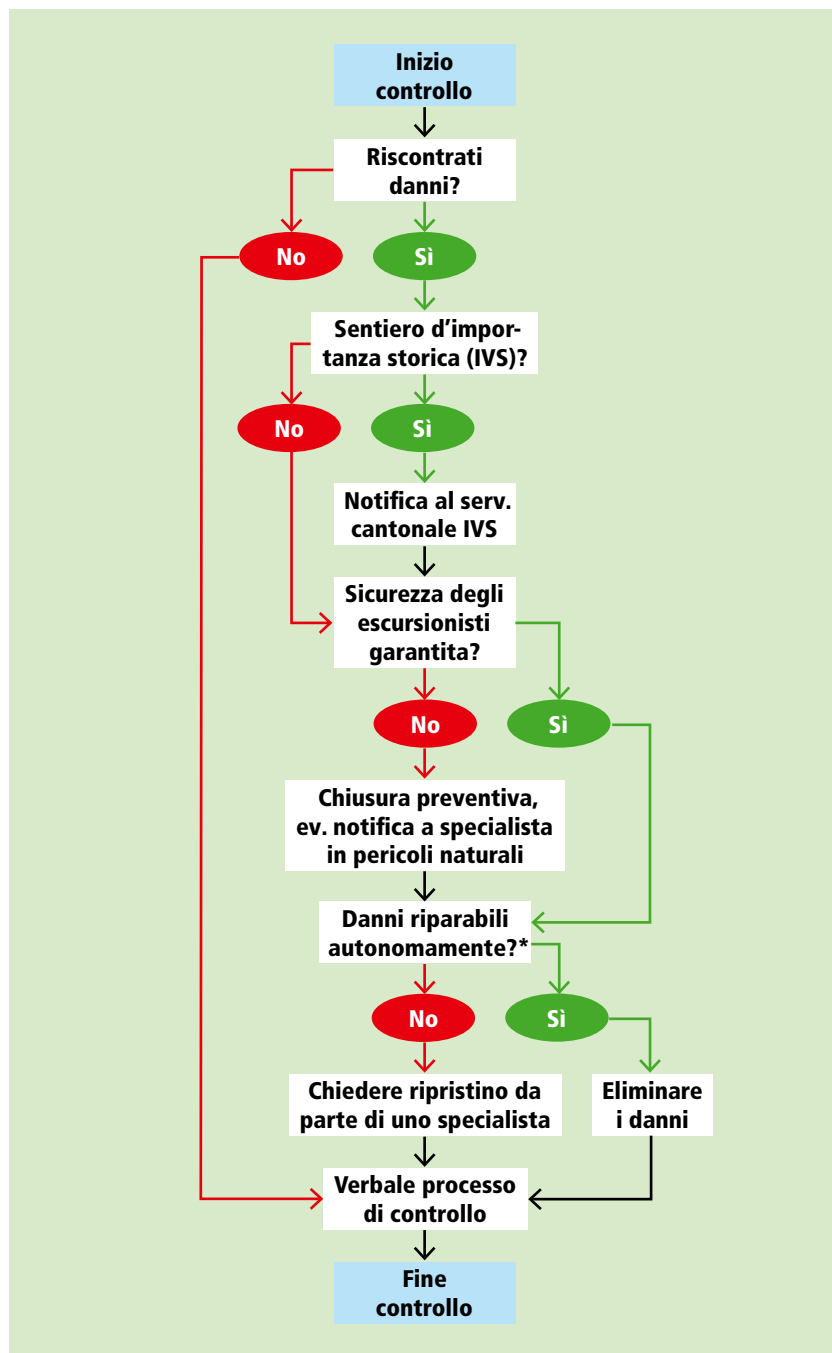 Inizio
controllo
Riscontrati
danni?
No
Sì
Sentiero d'impor-
tanza storica (IVS)?
No
Sì
Notifica al serv.
cantonale IVS
Sicurezza degli
escursionisti
garantita?
No
Sì
Chiusura preventiva,
ev. notifica a specialista
in pericoli naturali
Danni riparabili
autonomamente?*
No
Sì
Chiedere ripristino da
parte di uno specialista
Eliminare
i danni
Verbale processo
di controllo
Fine
controllo